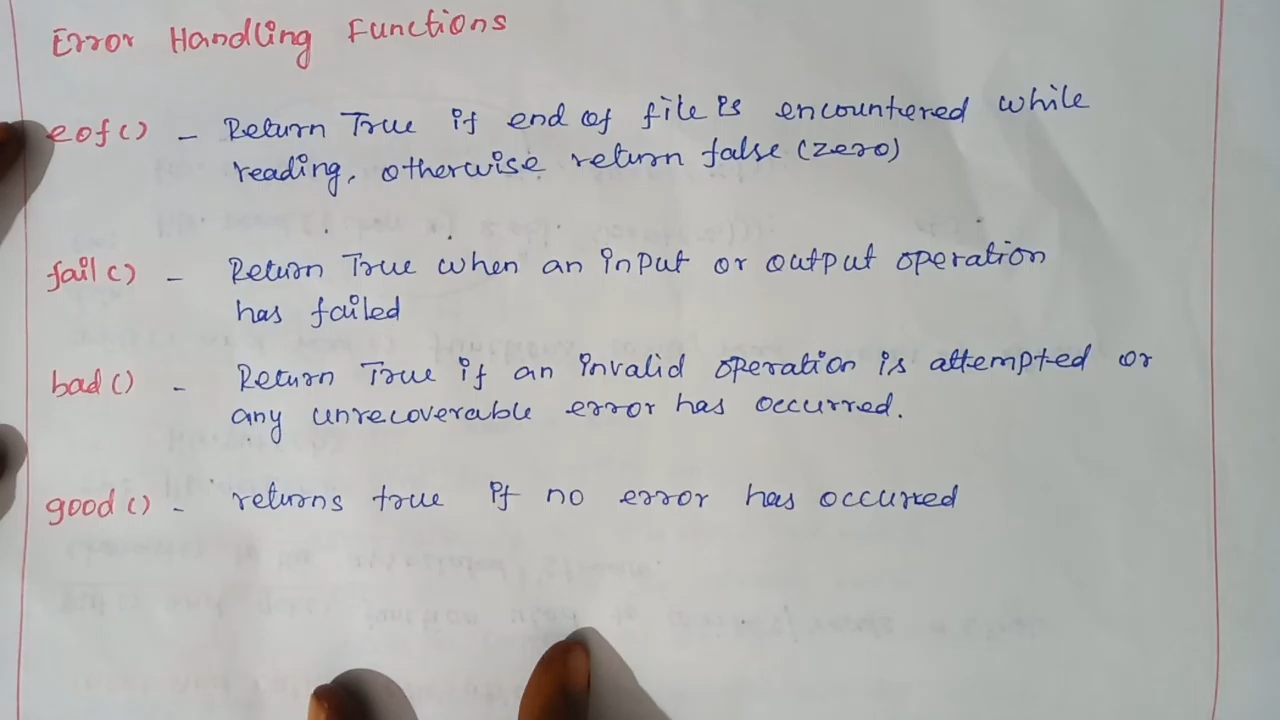 Error Handling Functions
eof() - Return True if end of file is encountered while
reading, otherwise return false (zero)
fail() - Return True when an input or output operation
has failed
bad() - Return True if an invalid operation is attempted or
any unrecoverable error has occurred.
good() - returns true if no error has occurred